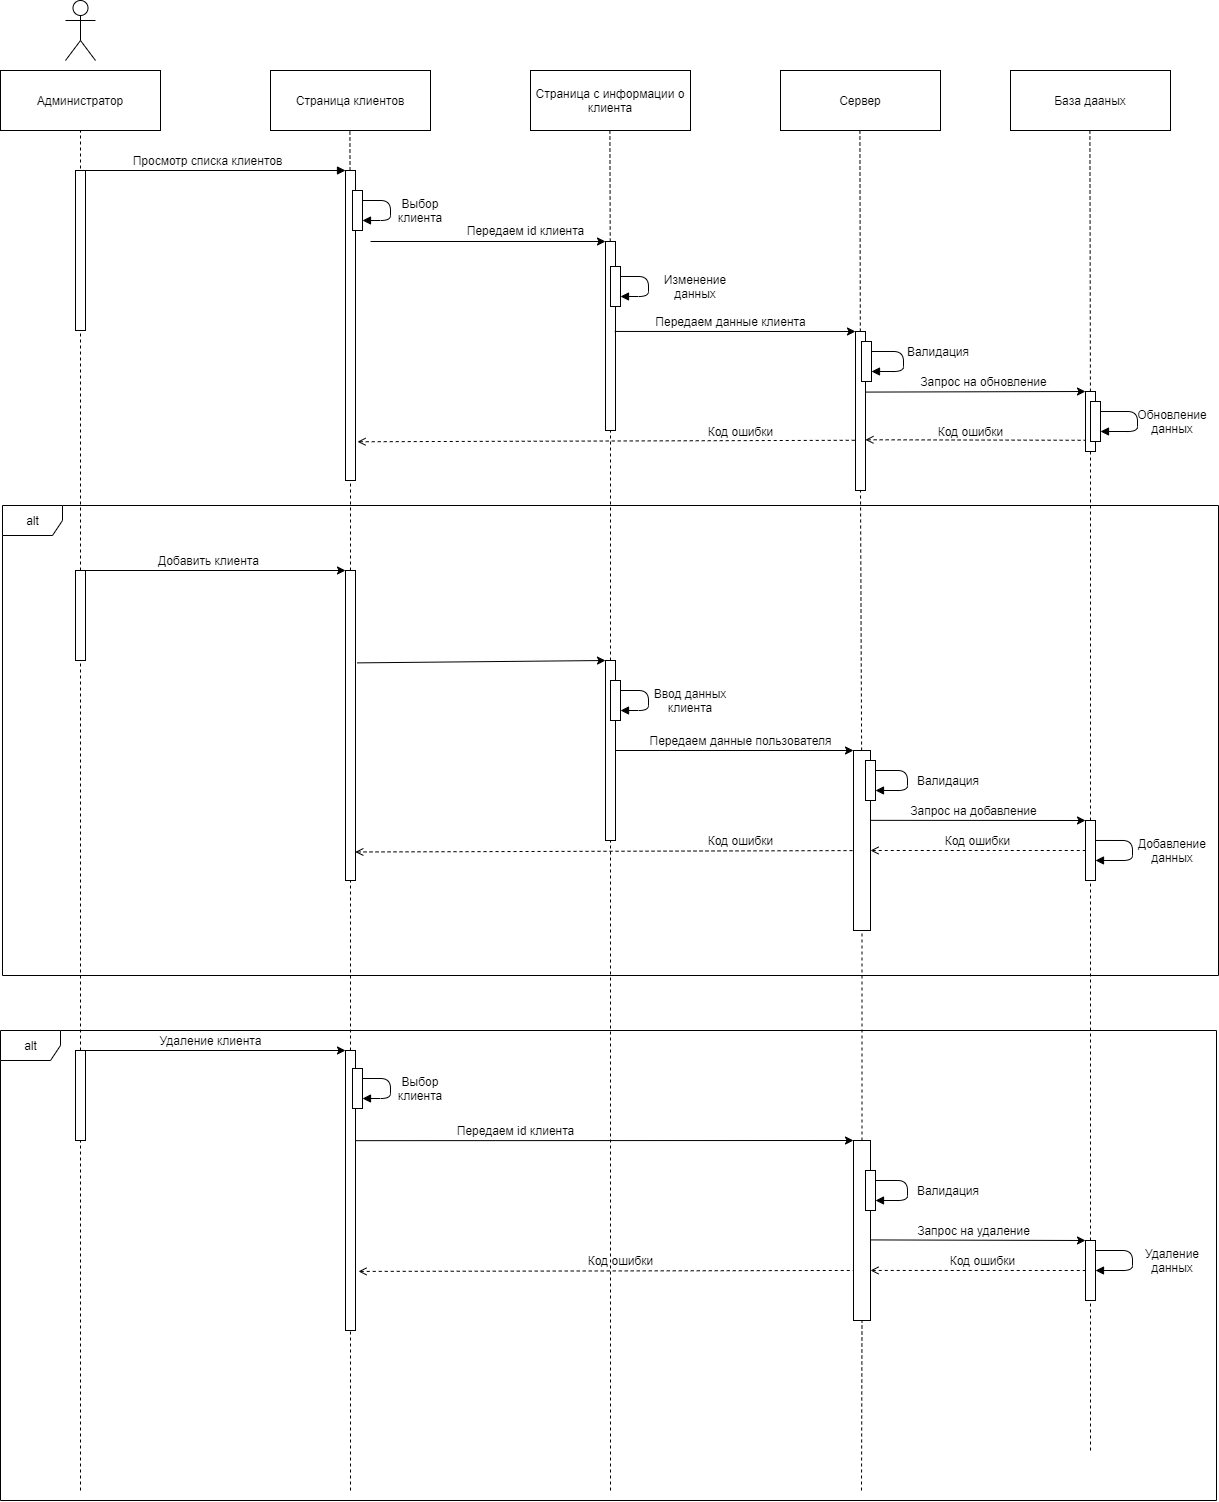 Администратор
Страница клиентов
Страница с информации о
клиента
Сервер
База дааных
Просмотр списка клиентов
Выбор
клиента
Передаем id клиента
Изменение
данных
Передаем данные клиента
Валидация
Запрос на обновление
Обновление
данных
Код ошибки
Код ошибки
alt
Добавить клиента
Ввод данных
клиента
Передаем данные пользователя
Валидация
Запрос на добавление
Код ошибки
Код ошибки
Добавление
данных
alt
Удаление клиента
Выбор
клиента
Передаем id клиента
Валидация
Запрос на удаление
Код ошибки
Код ошибки
Удаление
данных